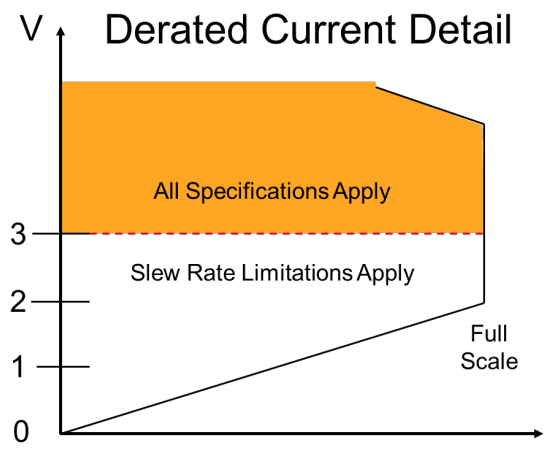 V
Derated Current Detail
All Specifications Apply
3
Slew Rate Limitations Apply
2
Full
Scale
1
0